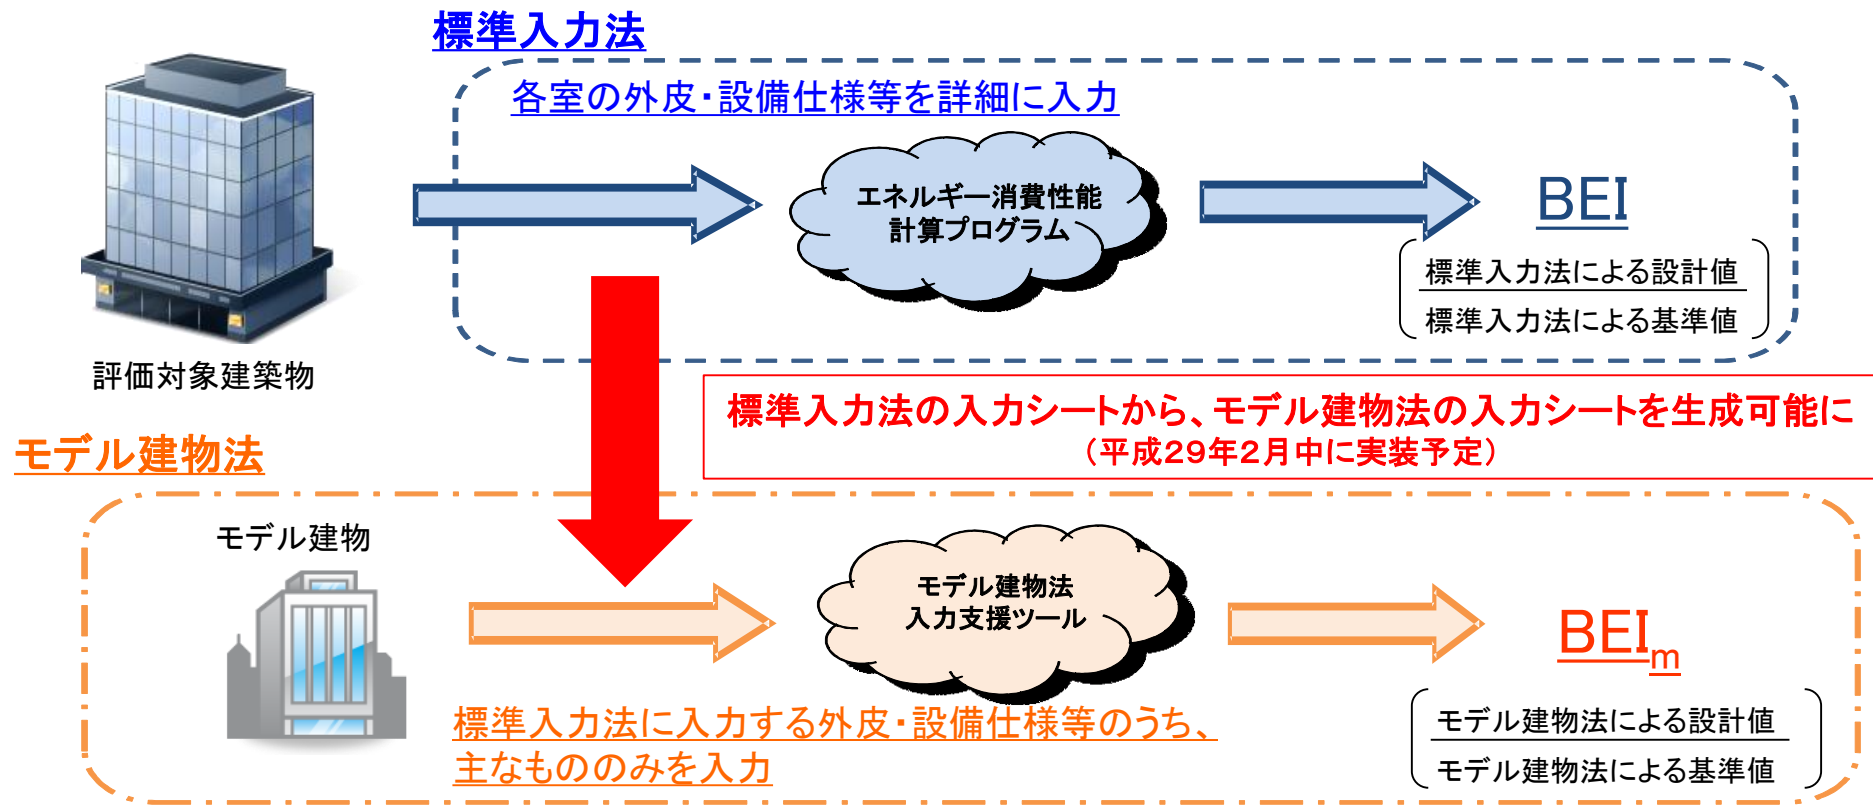 標準入力法
各室の外皮・設備仕様等を詳細に入力
エネルギー消費性能
計算プログラム
BEI
標準入力法による設計値
標準入力法による基準値
評価対象建築物
標準入力法の入力シートから、モデル建物法の入力シートを生成可能に
（平成29年2月中に実装予定）
モデル建物法
モデル建物
モデル建物法
入力支援ツール
BEIm
標準入力法に入力する外皮・設備仕様等のうち、
主なもののみを入力
モデル建物法による設計値
モデル建物法による基準値